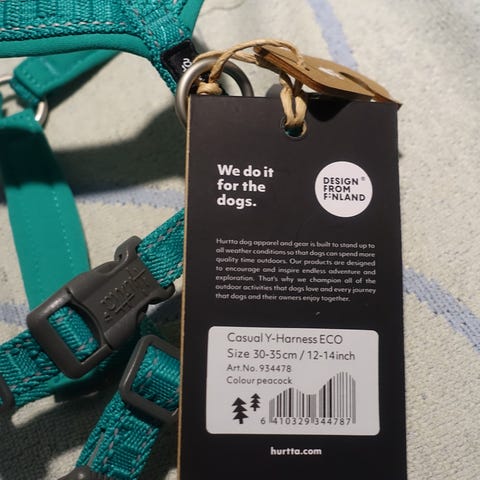 We do it
for the
dogs.
DESIGN
FROM
FINLAND
Hurtta dog apparel and gear is built to stand up to
all weather conditions so that dogs can spend more
quality time outdoors. Our products are designed
to encourage and inspire endless adventure and
exploration. That's why we champion all of the
outdoor activities that dogs love and every journey
that dogs and their owners enjoy together.
Casual Y-Harness ECO
Size 30-35cm / 12-14inch
Art.No. 934478
Colour peacock
6 410329 344787
hurtta.com